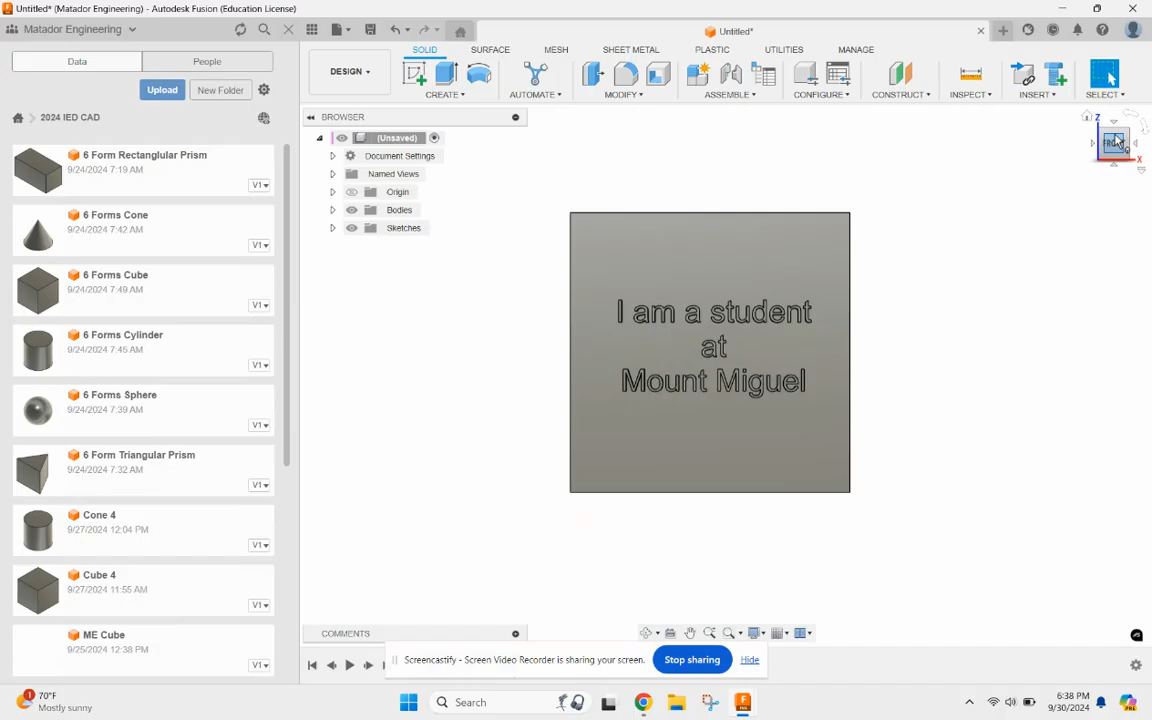 Untitled* (Matador Engineering) - Autodesk Fusion (Education License)
Matador Engineering
Untitled*
Data
People
Upload
New Folder
2024 IED CAD
6 Form Rectanglular Prism
9/24/2024 7:19 AM
V1
6 Forms Cone
9/24/2024 7:42 AM
V1
6 Forms Cube
9/24/2024 7:49 AM
V1
6 Forms Cylinder
9/24/2024 7:45 AM
V1
6 Forms Sphere
9/24/2024 7:39 AM
V1
6 Form Triangular Prism
9/24/2024 7:32 AM
V1
Cone 4
9/27/2024 12:04 PM
V1
Cube 4
9/27/2024 11:55 AM
V1
ME Cube
9/25/2024 12:38 PM
V1
SOLID
SURFACE
MESH
SHEET METAL
PLASTIC
UTILITIES
MANAGE
DESIGN
CREATE
AUTOMATE
MODIFY
ASSEMBLE
CONFIGURE
CONSTRUCT
INSPECT
INSERT
SELECT
BROWSER
(Unsaved)
Document Settings
Named Views
Origin
Bodies
Sketches
Z
X
I am a student
at
Mount Miguel
COMMENTS
Screencastify - Screen Video Recorder is sharing your screen.
Stop sharing
Hide
1
70°F
Mostly sunny
Search
6:38 PM
9/30/2024